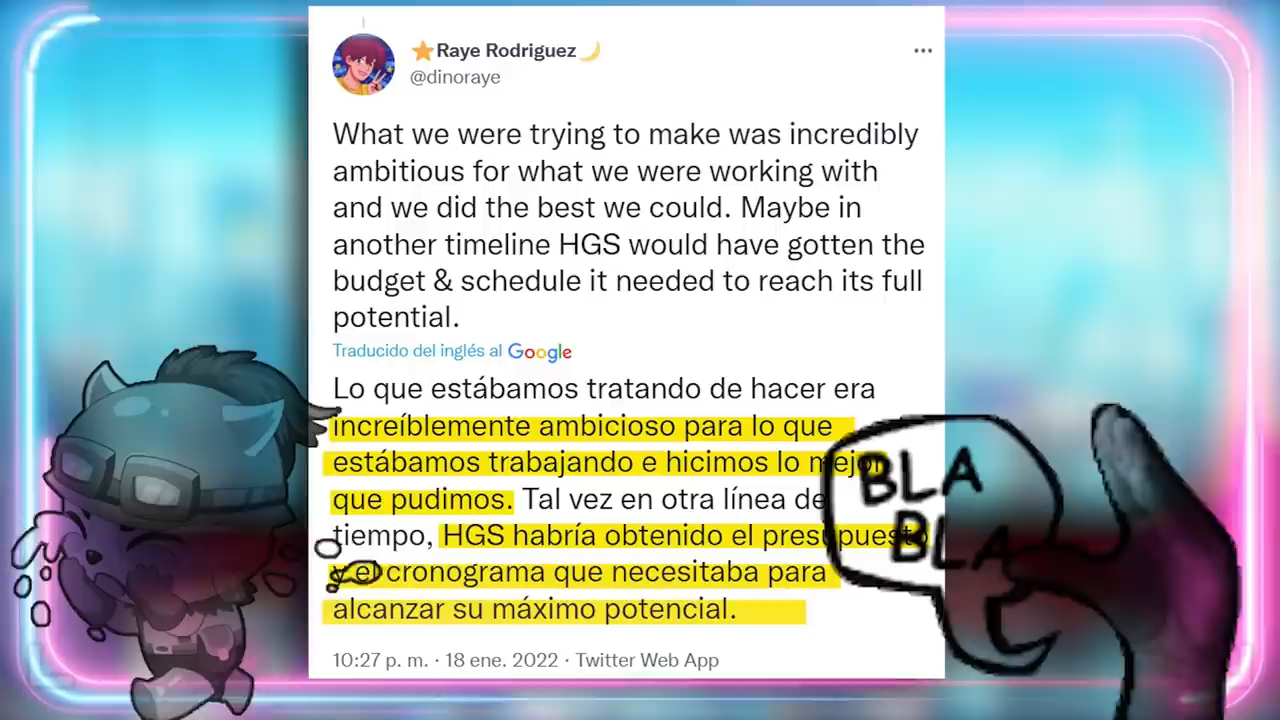 ⭐Raye Rodriguez🌙
@dinoraye
What we were trying to make was incredibly
ambitious for what we were working with
and we did the best we could. Maybe in
another timeline HGS would have gotten the
budget & schedule it needed to reach its full
potential.
Traducido del inglés al Google
Lo que estábamos tratando de hacer era
increíblemente ambicioso para lo que
estábamos trabajando e hicimos lo mejor
que pudimos. Tal vez en otra línea de
tiempo, HGS habría obtenido el presupuesto
y el cronograma que necesitaba para
alcanzar su máximo potencial.
10:27 p. m. · 18 ene. 2022 · Twitter Web App
BLA
BLA